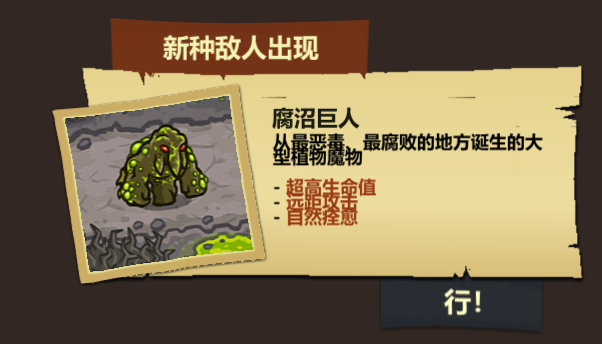 新种敌人出现
腐沼巨人
从最恶毒、最腐败的地方诞生的大
型植物魔物
- 超高生命值
- 远距攻击
- 自然痊愈
行!